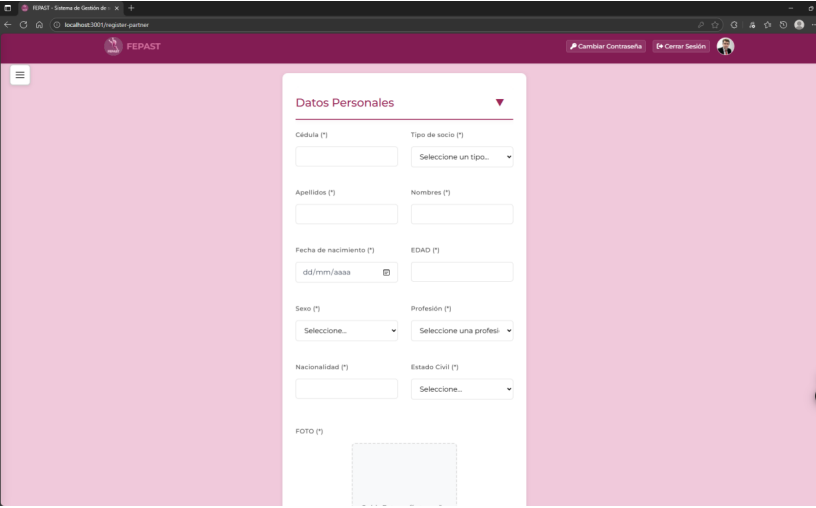 FEPAST - Sistema de Gestión de s
localhost:3001/register-partner
FEPAST
Cambiar Contraseña
Cerrar Sesión
Datos Personales
Cédula (*)
Tipo de socio (*)
Seleccione un tipo...
Apellidos (*)
Nombres (*)
Fecha de nacimiento (*)
EDAD (*)
dd/mm/aaaa
Sexo (*)
Profesión (*)
Seleccione...
Seleccione una profesi
Nacionalidad (*)
Estado Civil (*)
Seleccione...
FOTO (*)